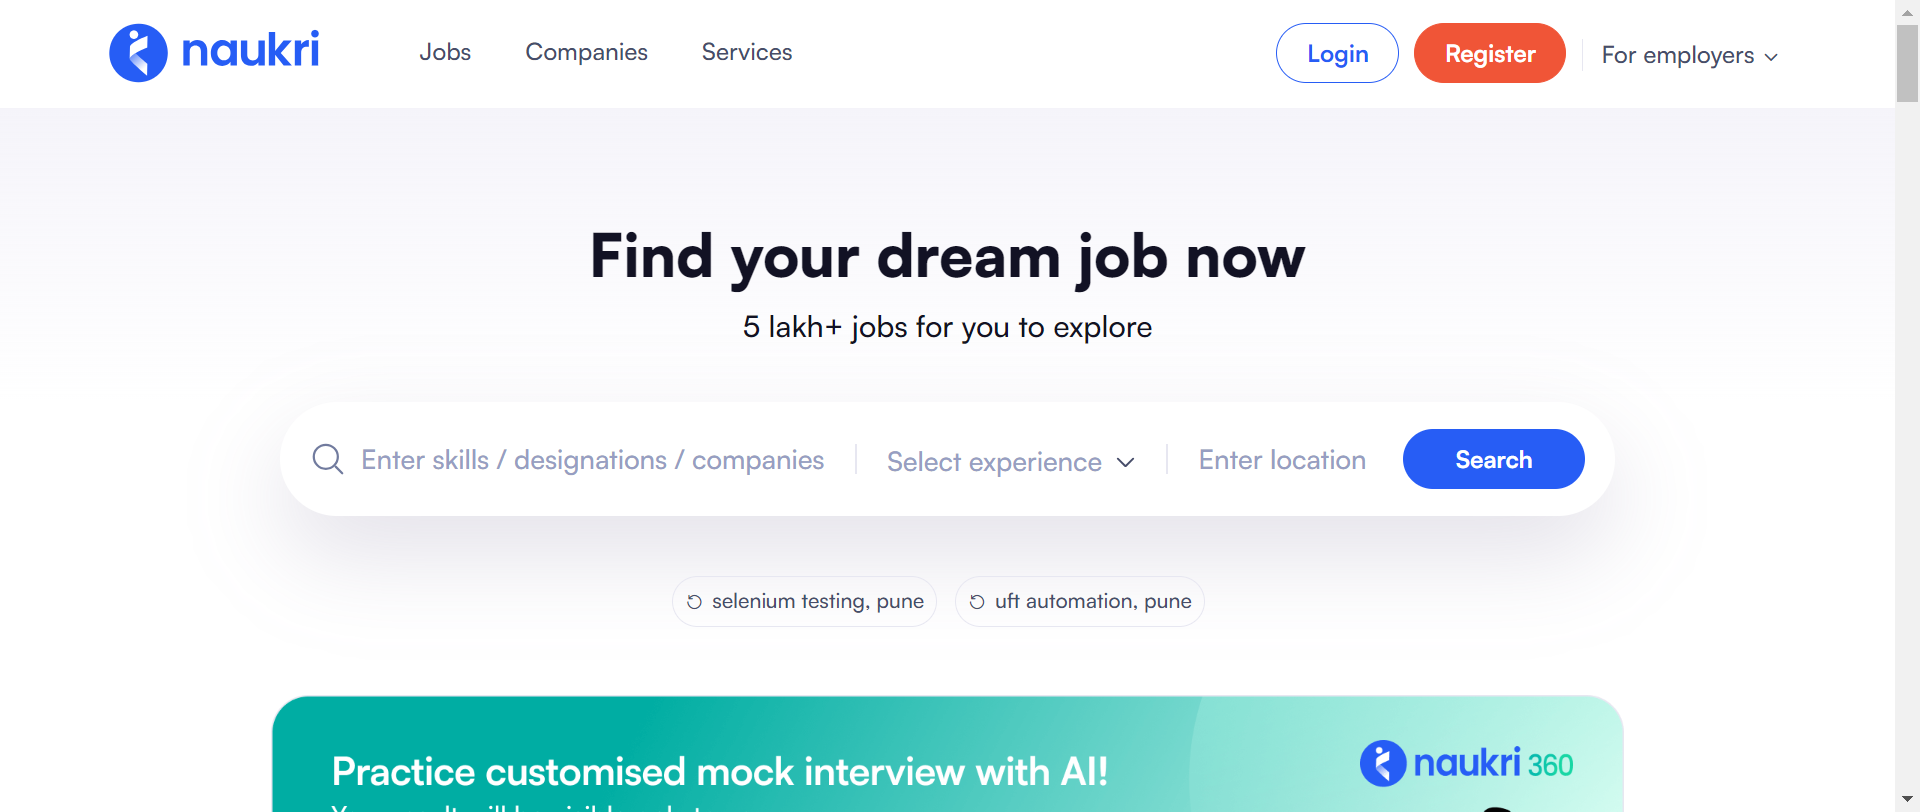 naukri
Jobs Companies Services
Login Register For employers
Find your dream job now
5 lakh+ jobs for you to explore
Enter skills / designations / companies Select experience Enter location Search
selenium testing, pune uft automation, pune
Practice customised mock interview with AI!
naukri 360